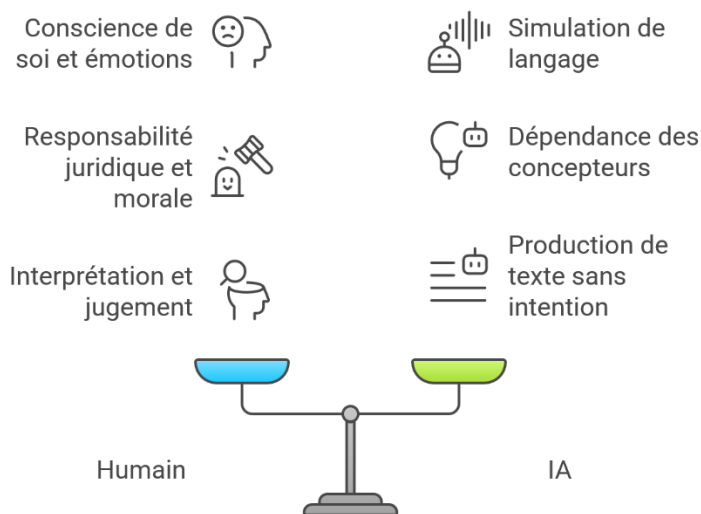 Conscience de
soi et émotions
Simulation de
langage
Responsabilité
juridique et
morale
Dépendance des
concepteurs
Interprétation et
jugement
Production de
texte sans
intention
Humain
IA